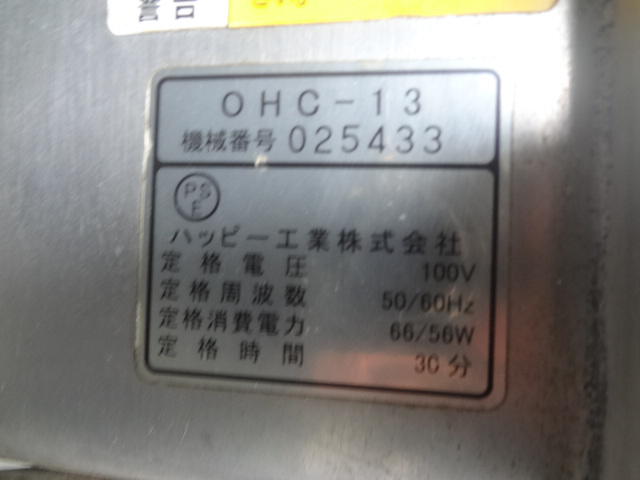 OHC-13
機械番号 025433
PS
E
ハッピー工業株式会社
定格電圧 100V
定格周波数 50/60Hz
定格消費電力 66/56W
定格時間 30分